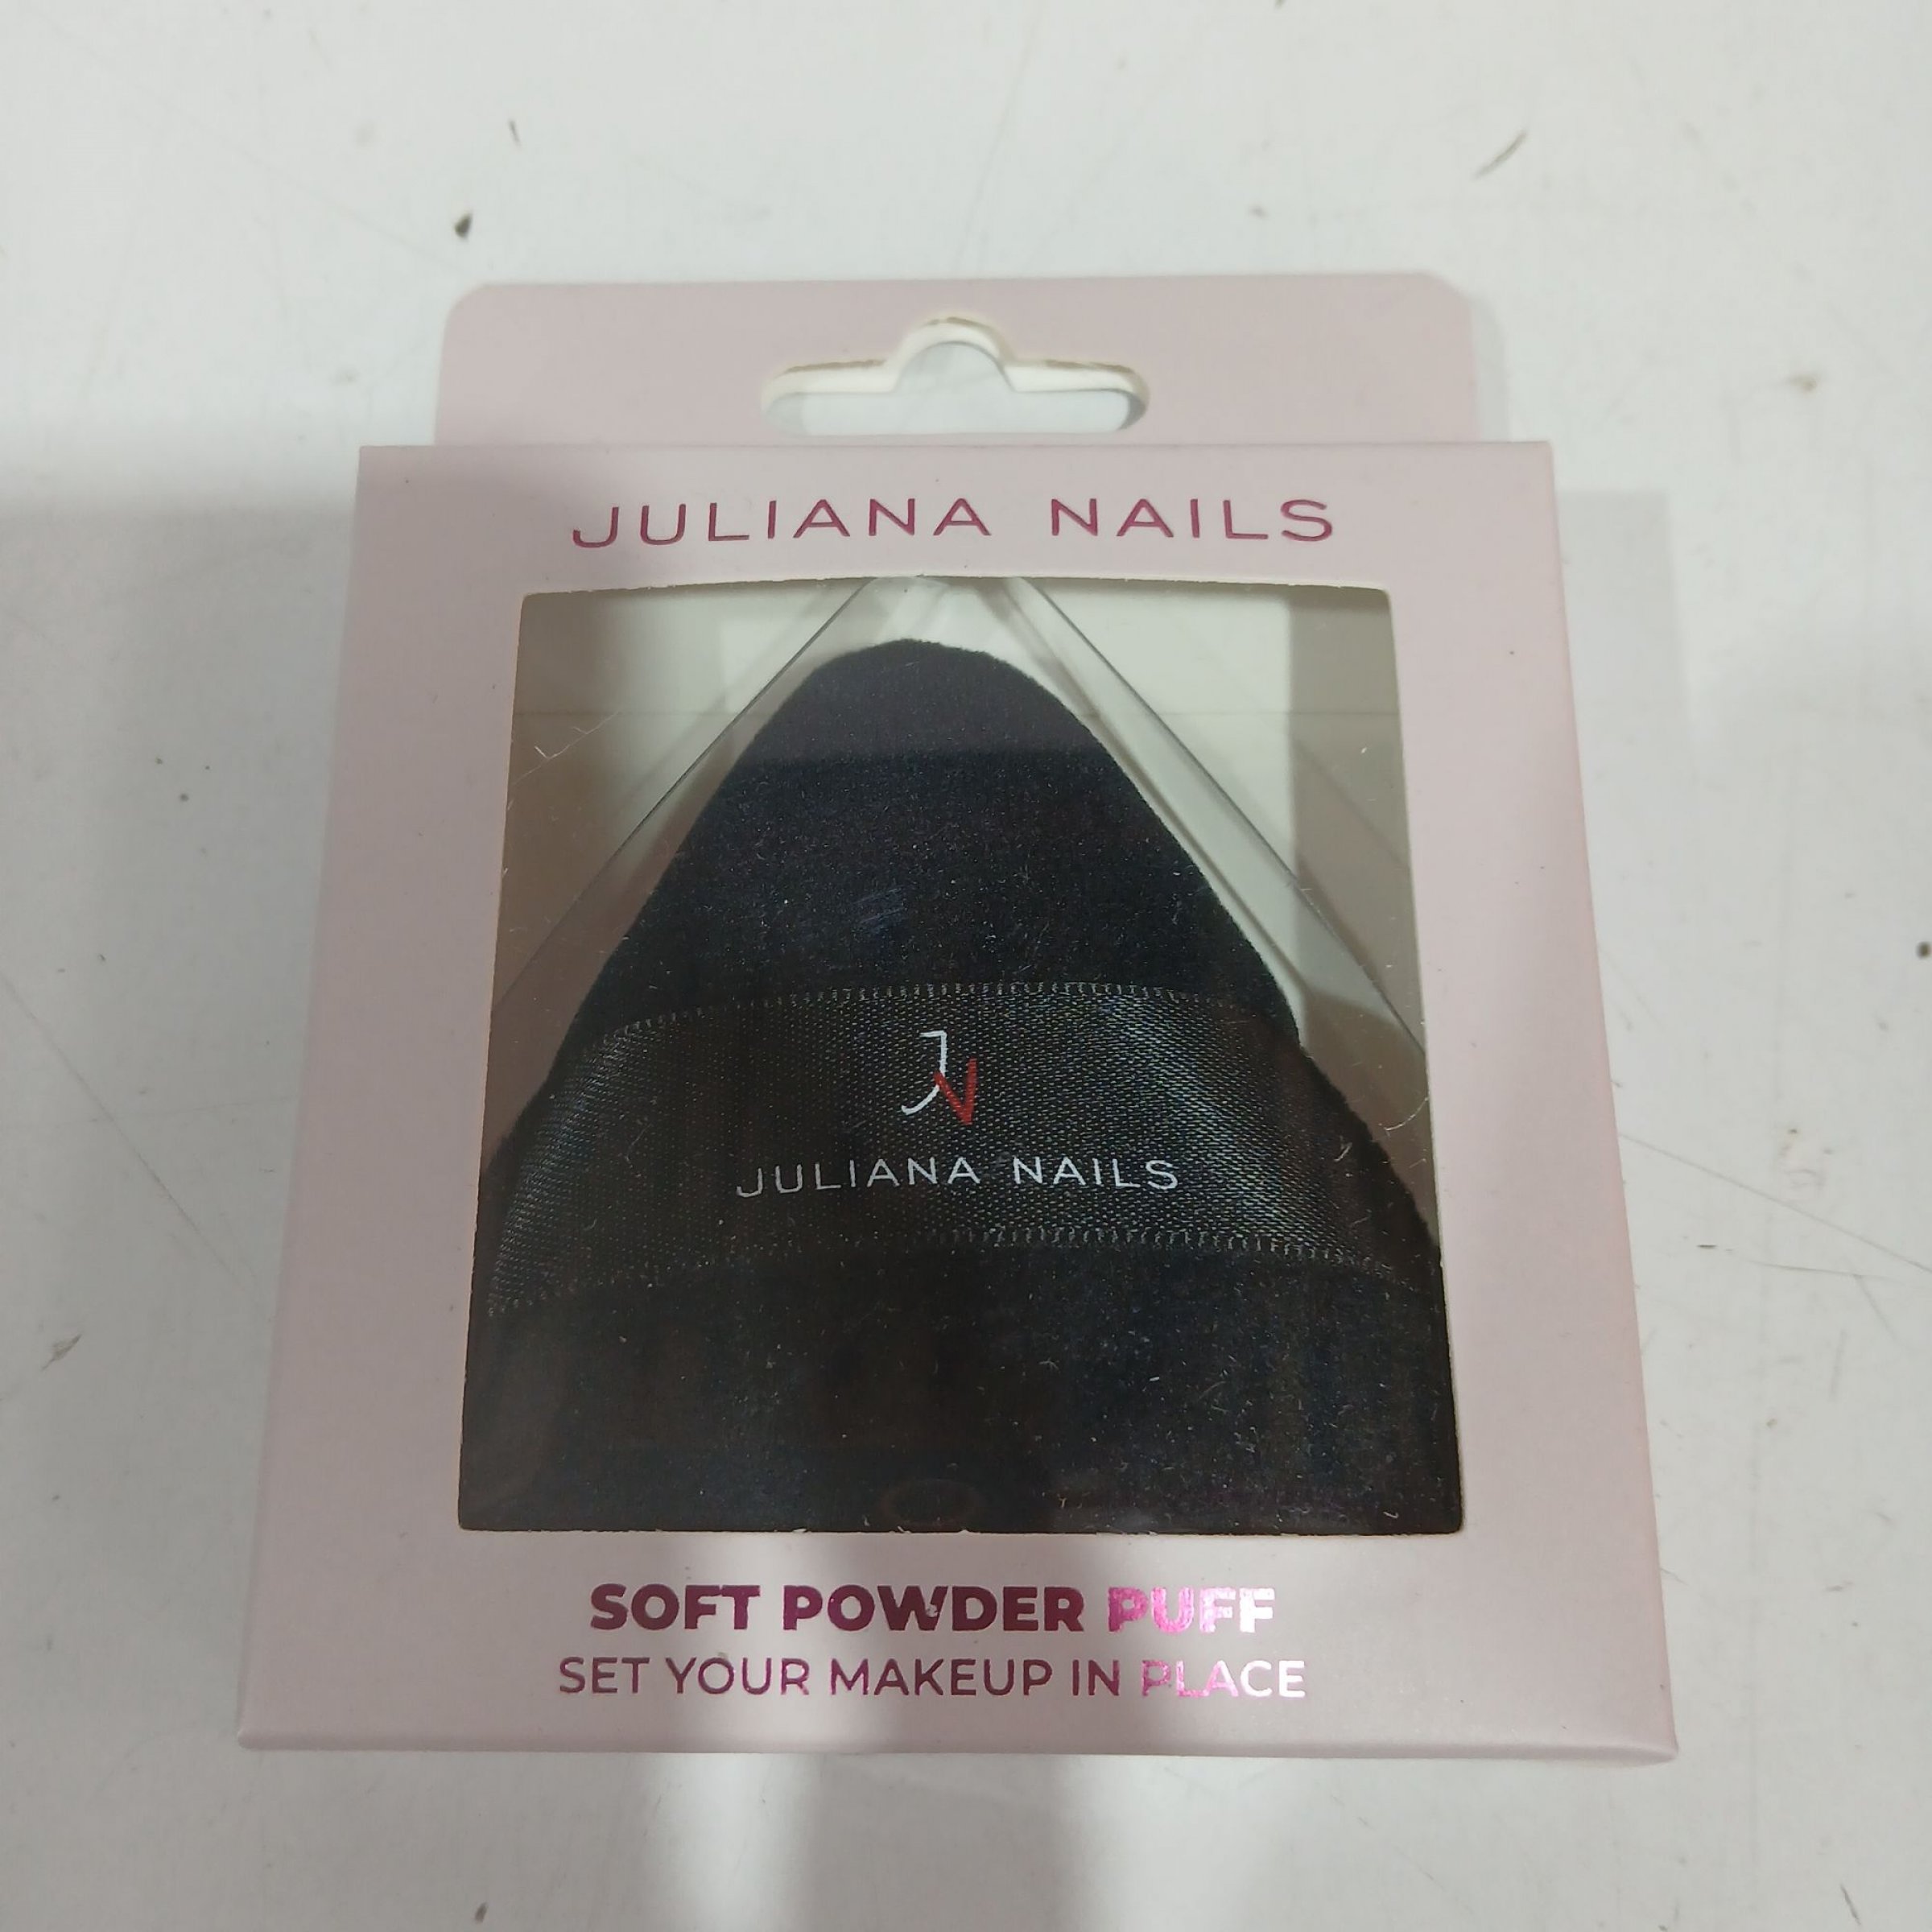 JULIANA NAILS
JN
JULIANA NAILS
SOFT POWDER PUFF
SET YOUR MAKEUP IN PLACE